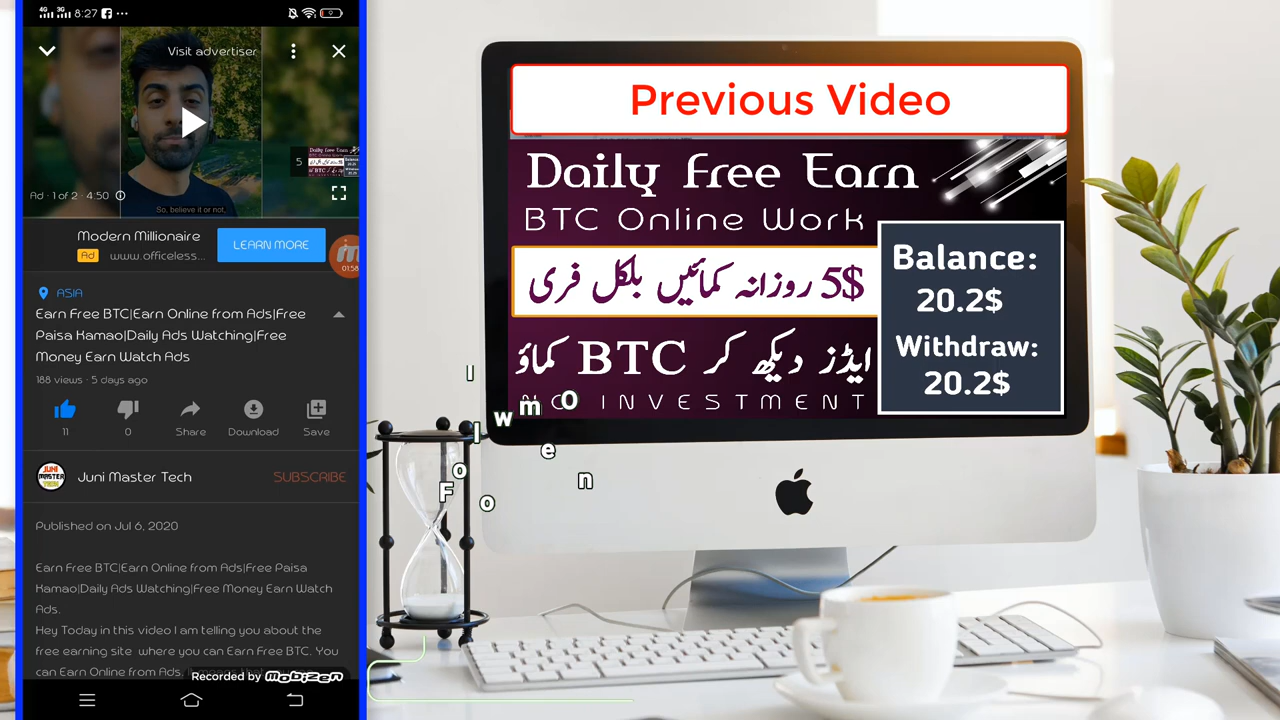 4G 3G 8:27
Visit advertiser
5
Ad · 1 of 2 · 4:50
So, believe it or not,
Modern Millionaire
LEARN MORE
Ad www.officeless...
01:58
ASIA
Earn Free BTC|Earn Online from Ads|Free
Paisa Kamao|Daily Ads Watching|Free
Money Earn Watch Ads
188 views · 5 days ago
11
0
Share
Download
Save
JUNI MASTER TECH
Juni Master Tech
SUBSCRIBE
Published on Jul 6, 2020
Earn Free BTC|Earn Online from Ads|Free Paisa
Kamao|Daily Ads Watching|Free Money Earn Watch
Ads.
Hey Today in this video I am telling you about the
free earning site where you can Earn Free BTC. You
can Earn Online from Ads.
Recorded by mobizen
Previous Video
Daily Free Earn
BTC Online Work
5$ روزانہ کمائیں بلکل فری
ایڈز دیکھ کر BTC کماؤ
NO INVESTMENT
Balance:
20.2$
Withdraw:
20.2$